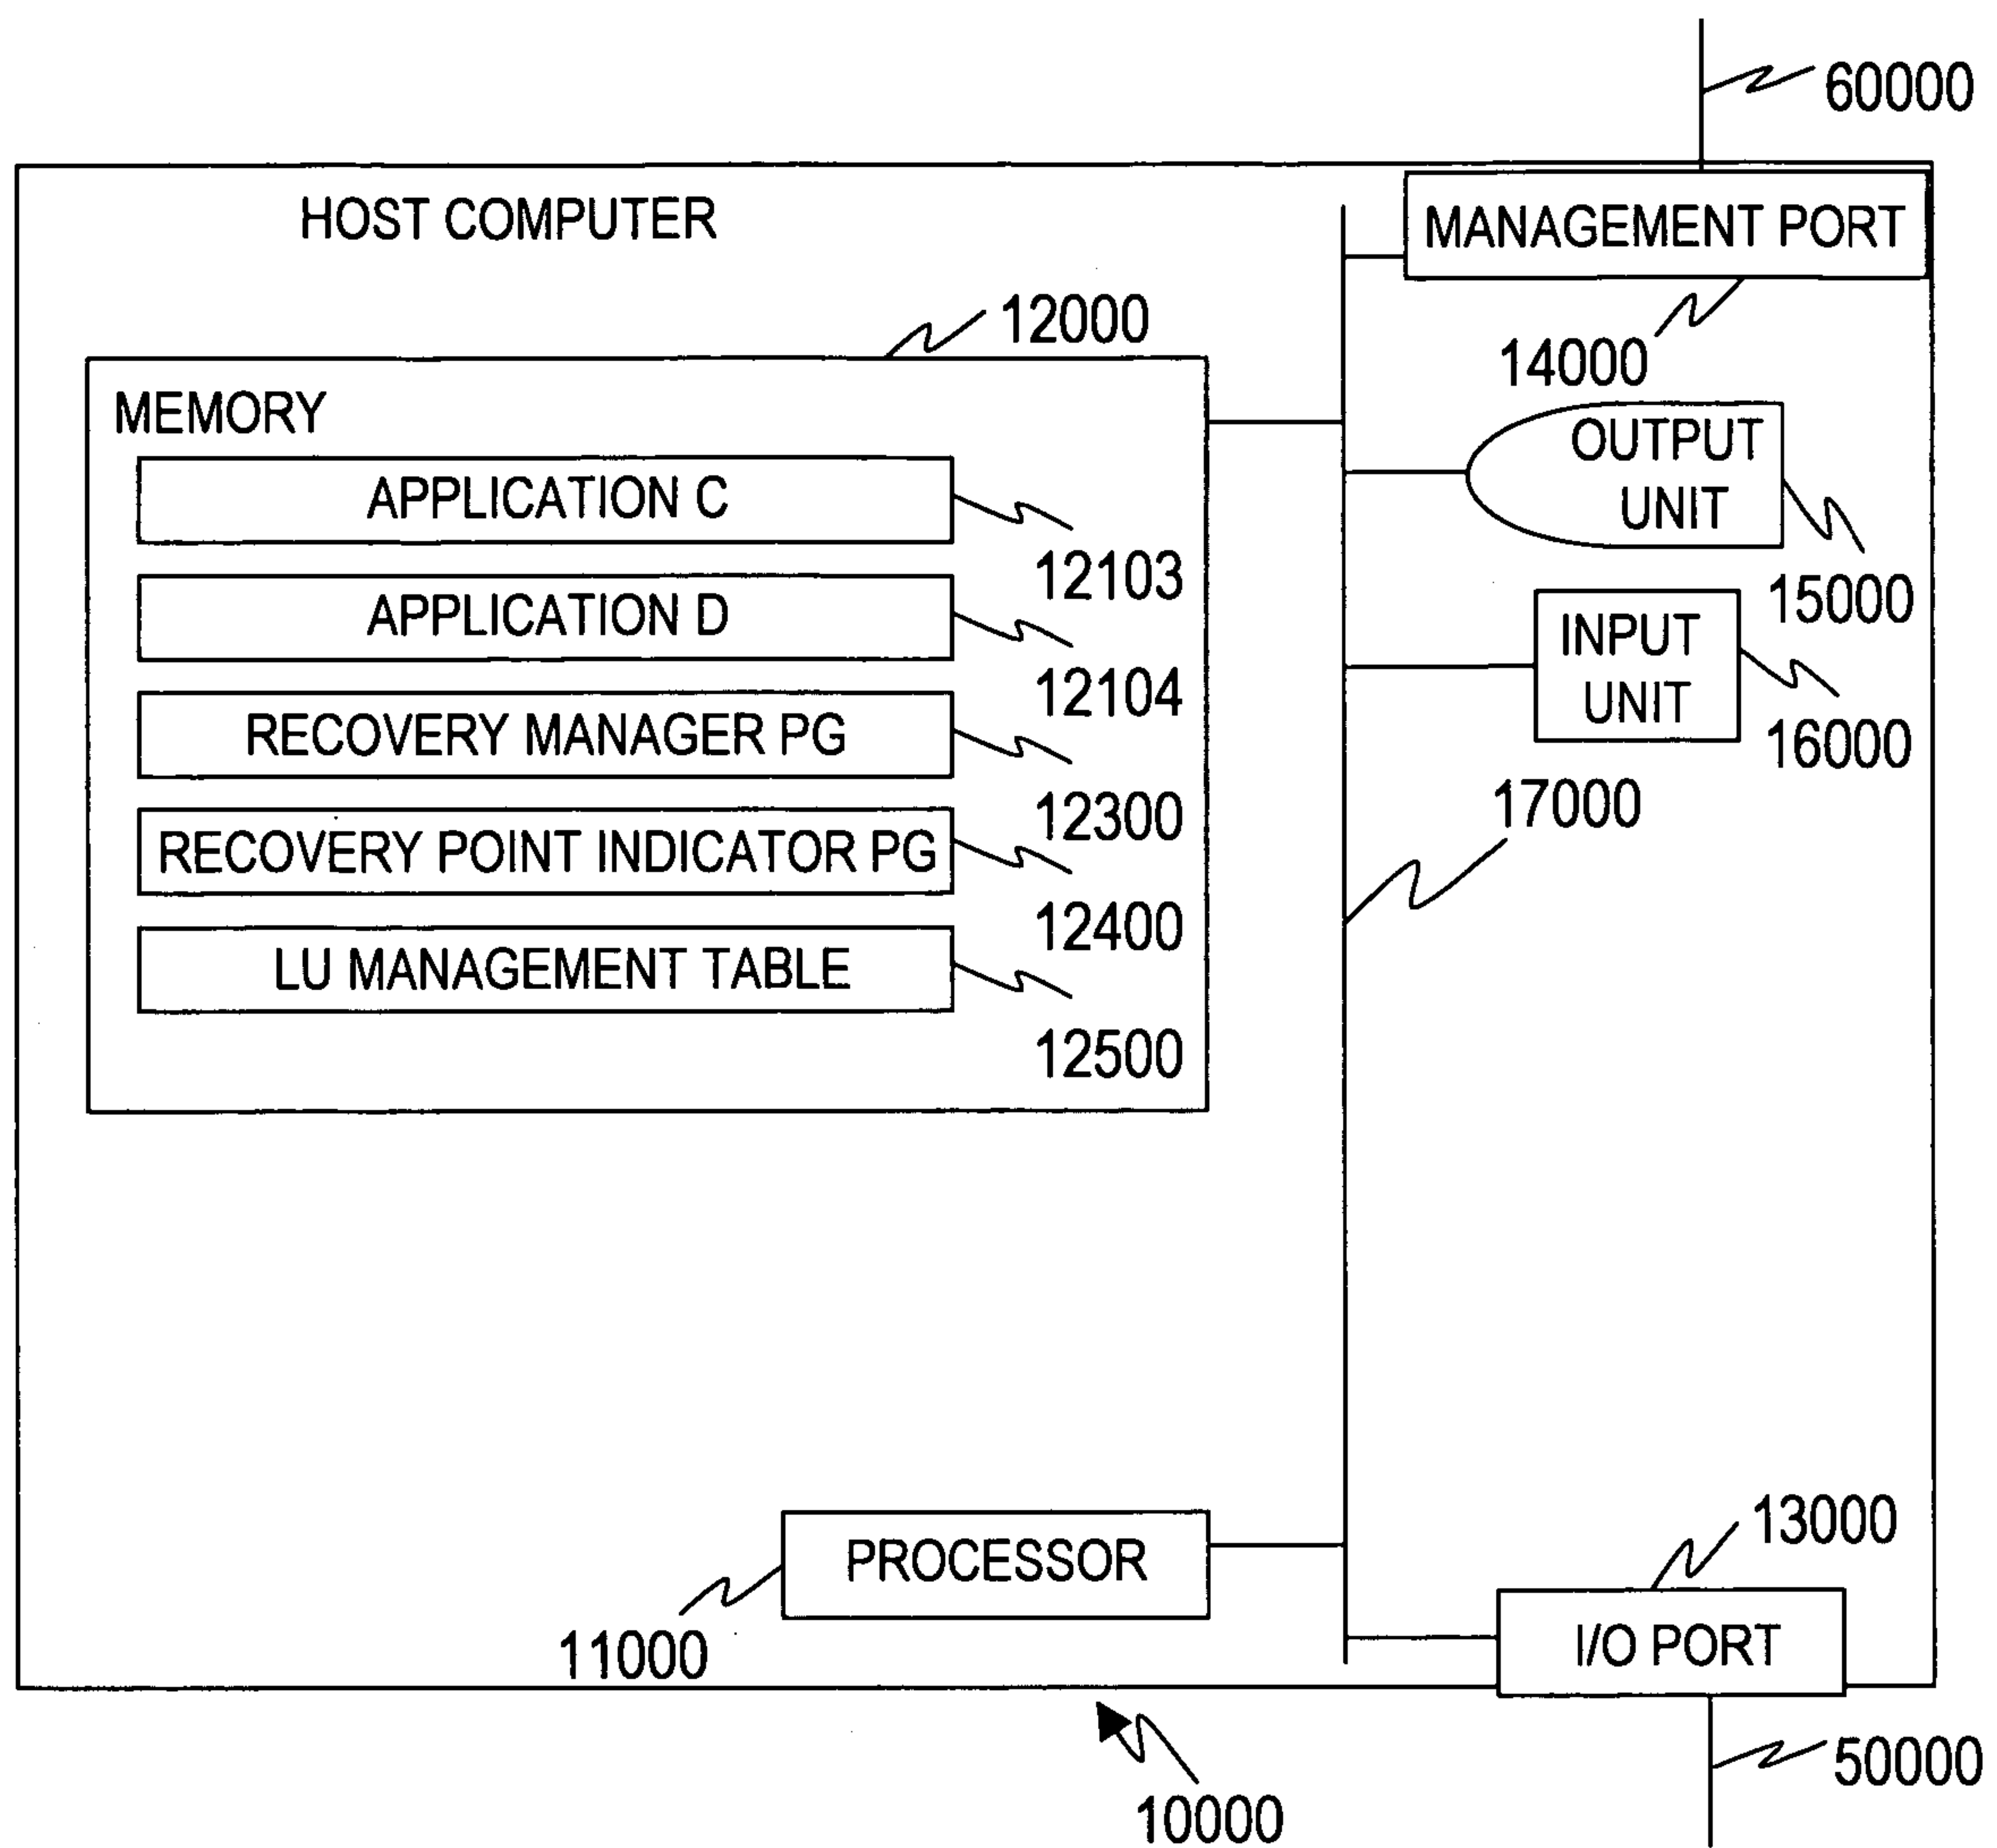 60000
HOST COMPUTER
MANAGEMENT PORT
14000
12000
MEMORY
APPLICATION C
12103
APPLICATION D
12104
RECOVERY MANAGER PG
12300
RECOVERY POINT INDICATOR PG
12400
LU MANAGEMENT TABLE
12500
OUTPUT
UNIT
15000
INPUT
UNIT
16000
17000
PROCESSOR
11000
13000
I/O PORT
10000
50000